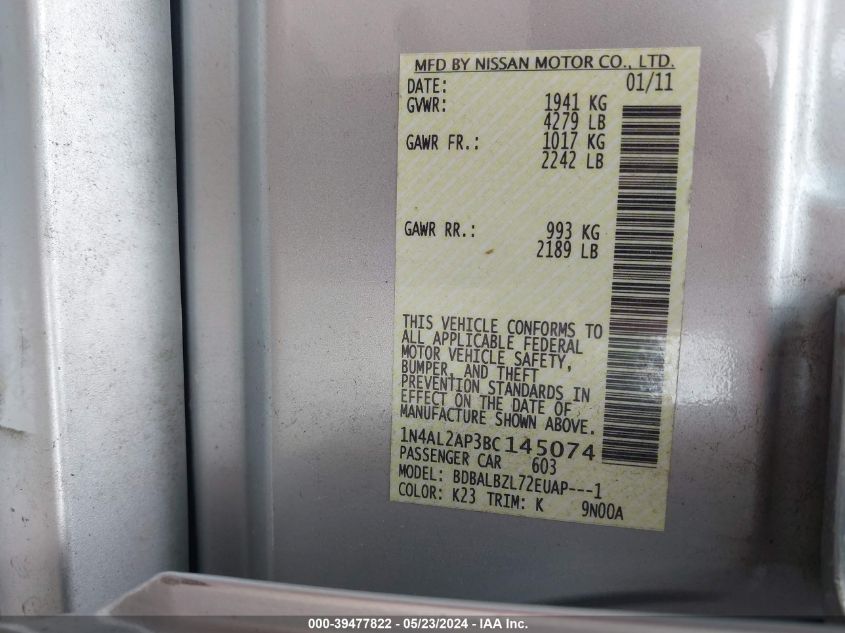 MFD BY NISSAN MOTOR CO., LTD.
DATE: 01/11
GVWR: 1941 KG
4279 LB
GAWR FR.: 1017 KG
2242 LB
GAWR RR.: 993 KG
2189 LB
THIS VEHICLE CONFORMS TO
ALL APPLICABLE FEDERAL
MOTOR VEHICLE SAFETY,
BUMPER, AND THEFT
PREVENTION STANDARDS IN
EFFECT ON THE DATE OF
MANUFACTURE SHOWN ABOVE.
1N4AL2AP3BC145074
PASSENGER CAR 603
MODEL: BDBALBZL72EUAP---1
COLOR: K23 TRIM: K 9N00A
000-39477822 - 05/23/2024 - IAA Inc.